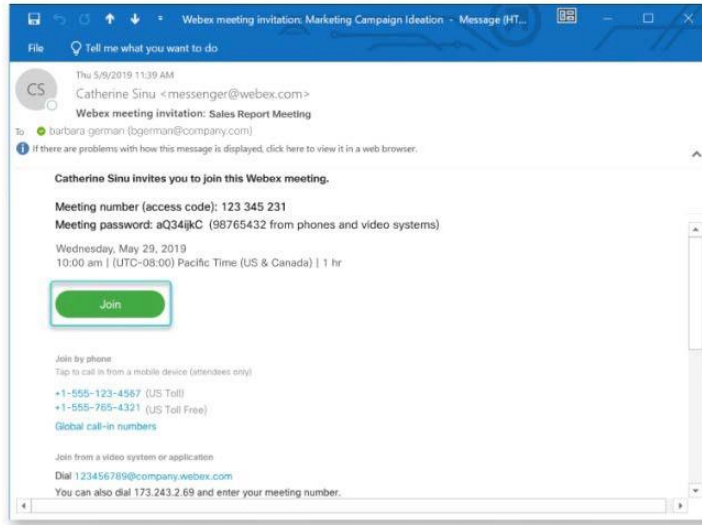 Webex meeting invitation: Marketing Campaign Ideation - Message (HT...
File Tell me what you want to do
Thu 5/9/2019 11:39 AM
CS
Catherine Sinu <messenger@webex.com>
Webex meeting invitation: Sales Report Meeting
To barbara german (bgerman@company.com)
If there are problems with how this message is displayed, click here to view it in a web browser.
Catherine Sinu invites you to join this Webex meeting.
Meeting number (access code): 123 345 231
Meeting password: aQ34ijkC (98765432 from phones and video systems)
Wednesday, May 29, 2019
10:00 am | (UTC-08:00) Pacific Time (US & Canada) | 1 hr
Join
Join by phone
Tap to call in from a mobile device (attendees only)
+1-555-123-4567 (US Toll)
+1-555-765-4321 (US Toll Free)
Global call-in numbers
Join from a video system or application
Dial 123456789@company.webex.com
You can also dial 173.243.2.69 and enter your meeting number.